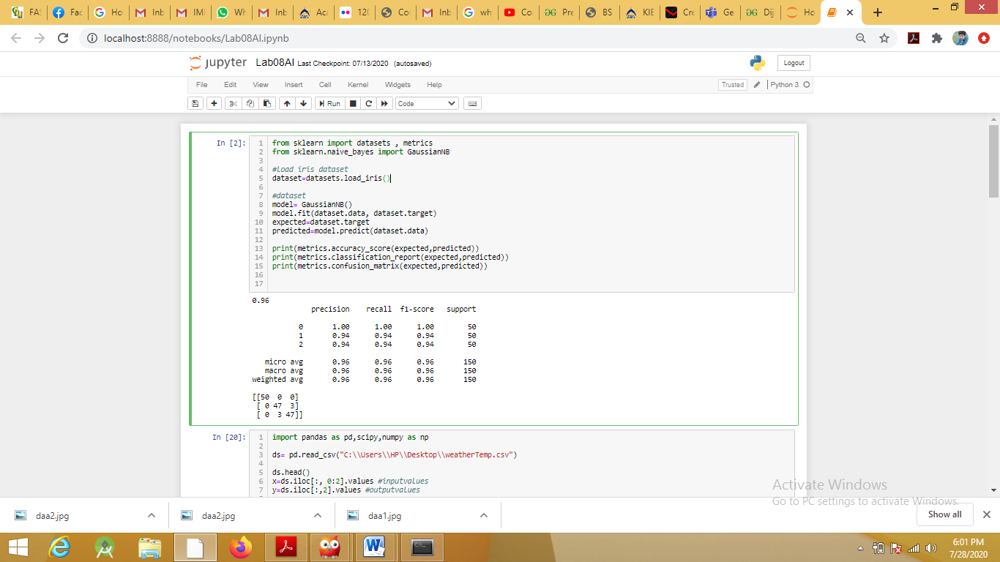 FAS
Fac
Ho
Inb
IMI
Wh
Inb
Aca
120
Co
Inb
wh
Co
Pre
BS
KIE
Cre
Ge
Dij
Ho
localhost:8888/notebooks/Lab08AI.ipynb
jupyter Lab08AI Last Checkpoint: 07/13/2020 (autosaved)
Logout
File Edit View Insert Cell Kernel Widgets Help
Trusted Python 3
Run Code
In [2]:
1 from sklearn import datasets , metrics
2 from sklearn.naive_bayes import GaussianNB
3
4 #load iris dataset
5 dataset=datasets.load_iris()
6
7 #dataset
8 model= GaussianNB()
9 model.fit(dataset.data, dataset.target)
10 expected=dataset.target
11 predicted=model.predict(dataset.data)
12
13 print(metrics.accuracy_score(expected,predicted))
14 print(metrics.classification_report(expected,predicted))
15 print(metrics.confusion_matrix(expected,predicted))
16
17
0.96
precision recall f1-score support
0 1.00 1.00 1.00 50
1 0.94 0.94 0.94 50
2 0.94 0.94 0.94 50
micro avg 0.96 0.96 0.96 150
macro avg 0.96 0.96 0.96 150
weighted avg 0.96 0.96 0.96 150
[[50 0 0]
[ 0 47 3]
[ 0 3 47]]
In [20]:
1 import pandas as pd,scipy,numpy as np
2
3 ds= pd.read_csv("C:\\Users\\HP\\Desktop\\weatherTemp.csv")
4
5 ds.head()
6 x=ds.iloc[:, 0:2].values #inputvalues
7 y=ds.iloc[:,2].values #outputvalues
Activate Windows
Go to PC settings to activate Windows.
daa2.jpg
daa2.jpg
daa1.jpg
Show all
6:01 PM
7/28/2020